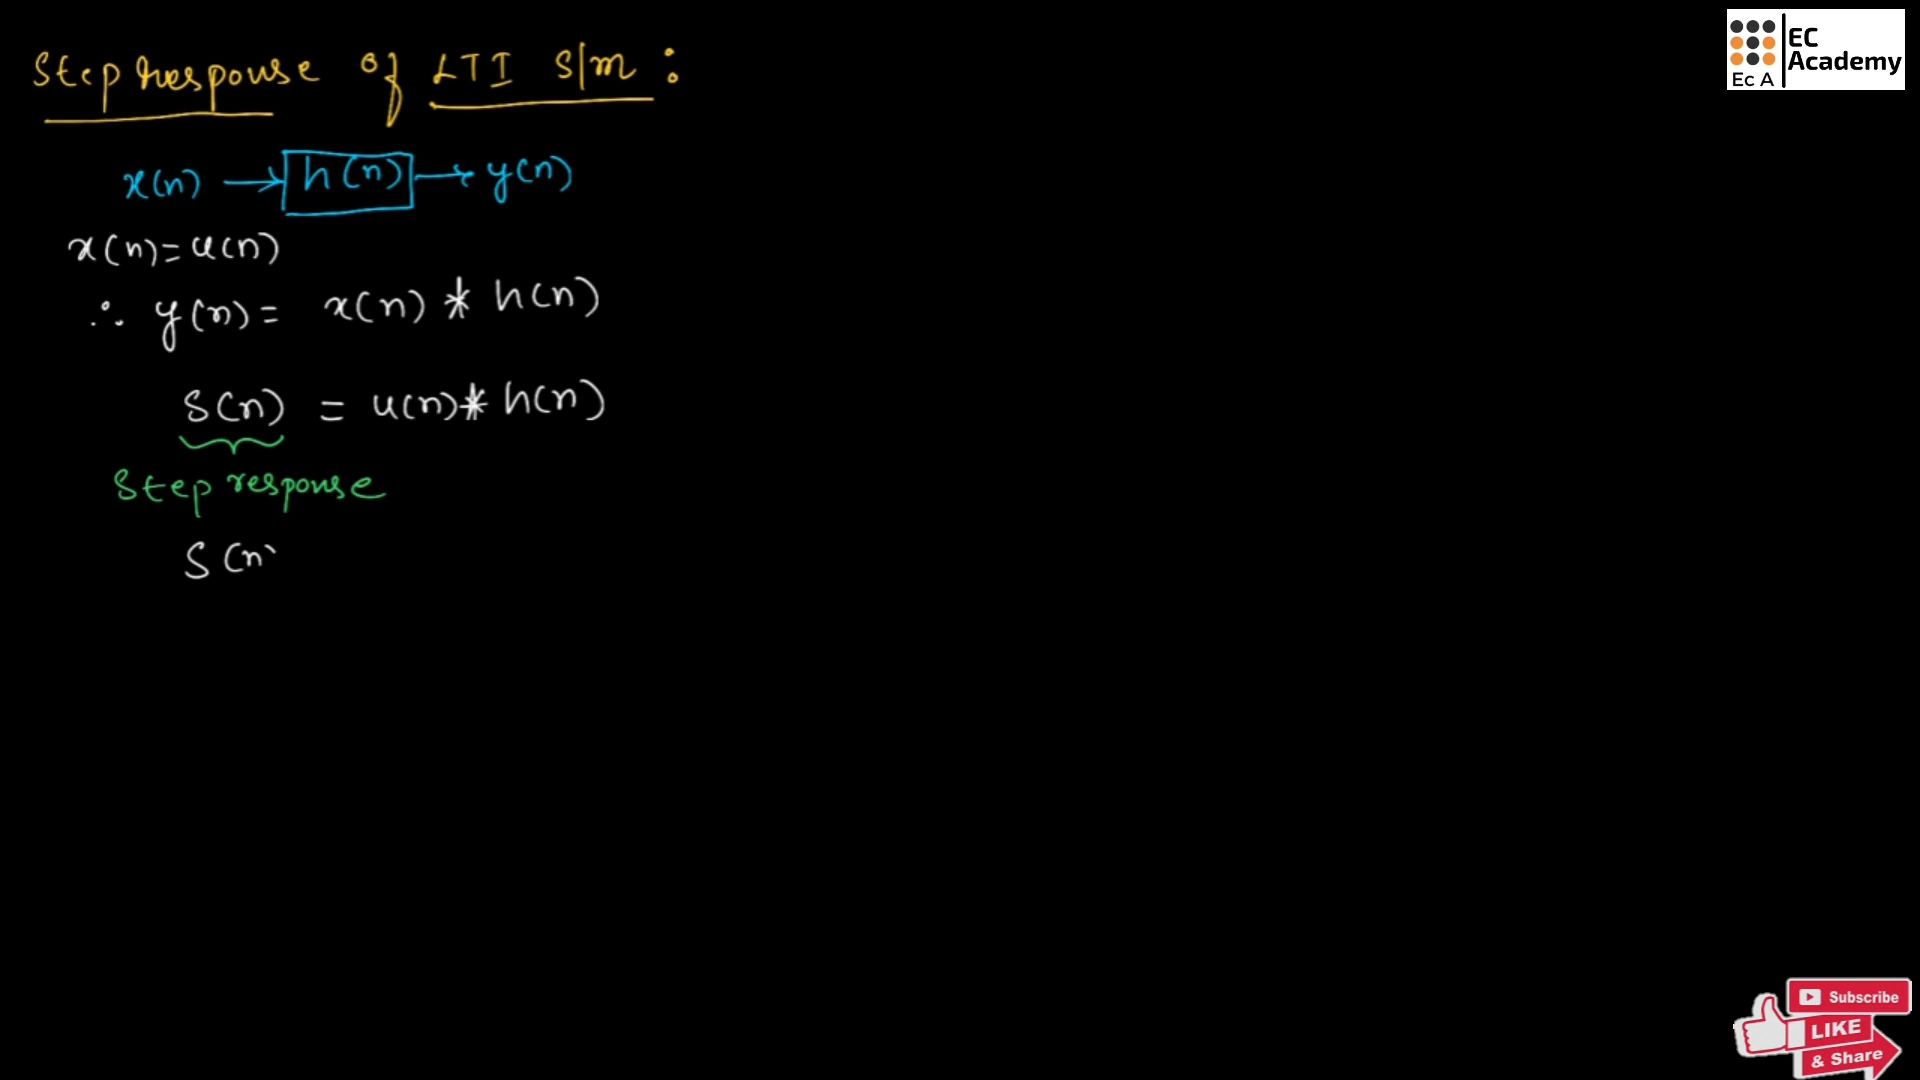 Step response of LTI S/m :
x(n) → h(n) → y(n)
x(n) = u(n)
∴ y(n) = x(n) * h(n)
S(n) = u(n) * h(n)
Step response
S(n)
EC
Academy
Ec A
Subscribe
LIKE
& Share